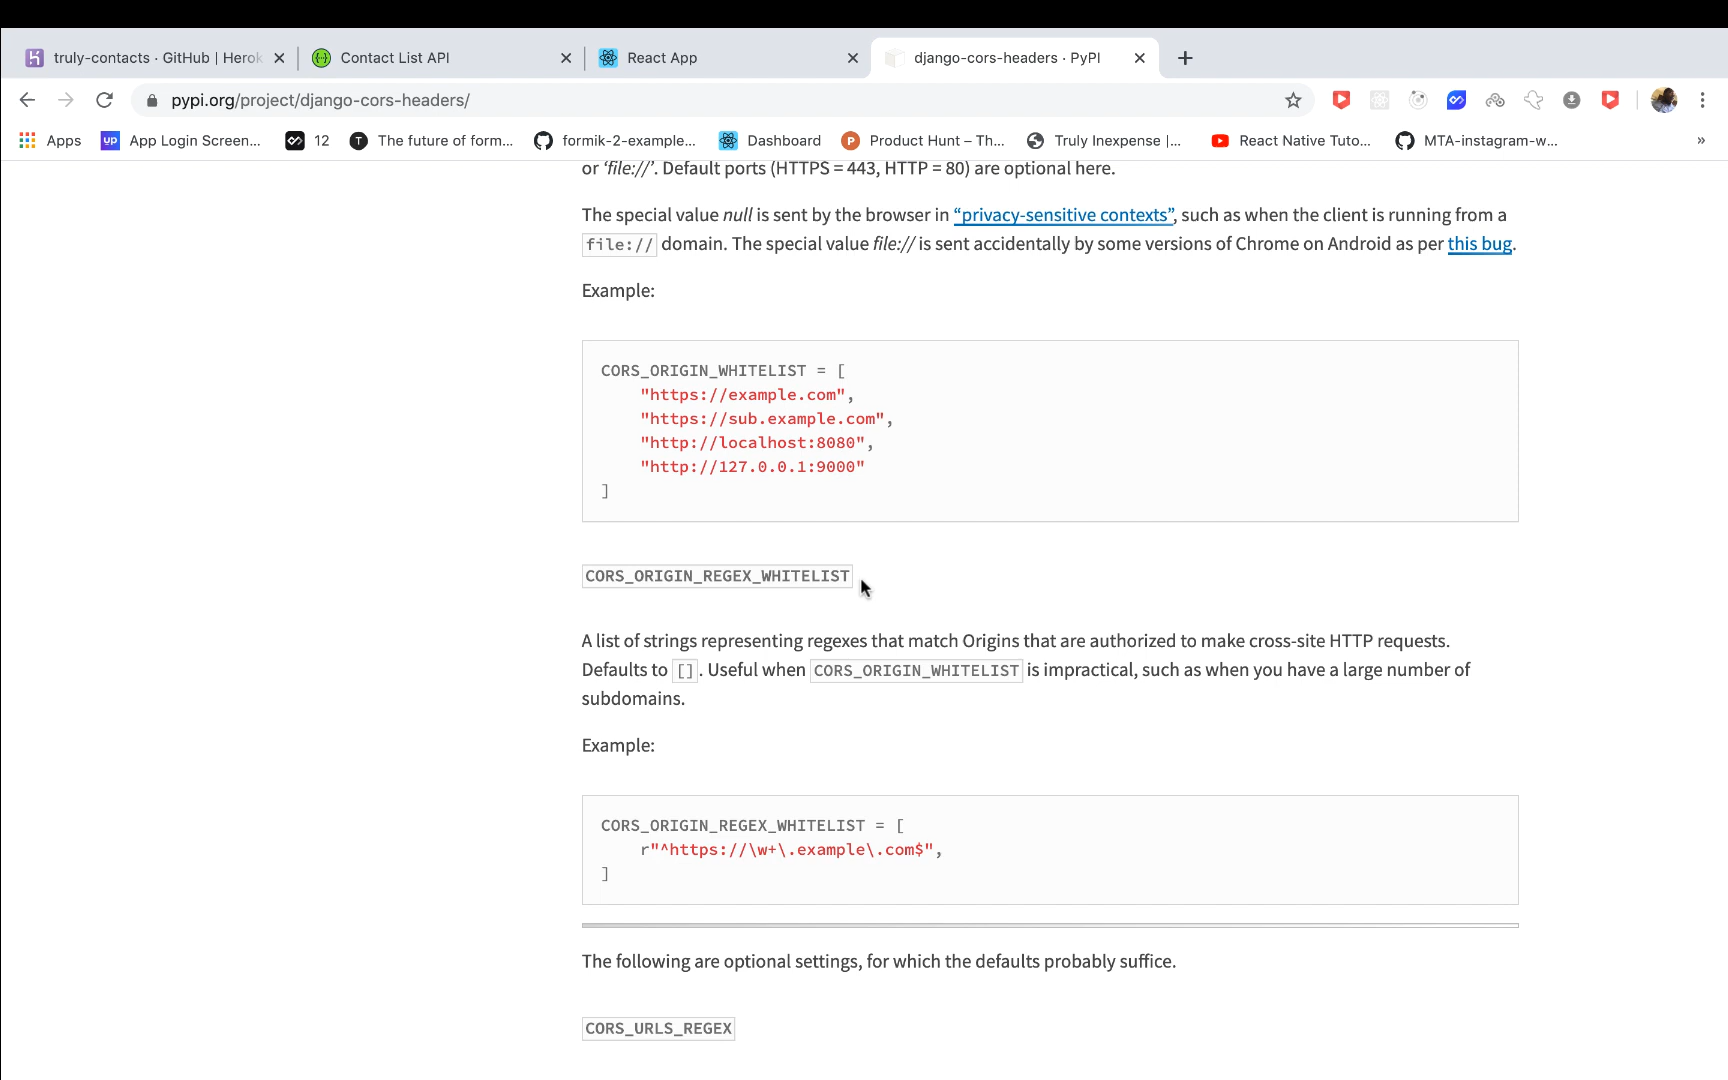 truly-contacts · GitHub | Herok
Contact List API
React App
django-cors-headers · PyPI
pypi.org/project/django-cors-headers/
Apps
up App Login Screen...
12
T The future of form...
formik-2-example...
Dashboard
P Product Hunt – Th...
Truly Inexpense |...
React Native Tuto...
MTA-instagram-w...
»
or ‘file://’. Default ports (HTTPS = 443, HTTP = 80) are optional here.
The special value null is sent by the browser in “privacy-sensitive contexts”, such as when the client is running from a
file:// domain. The special value file:// is sent accidentally by some versions of Chrome on Android as per this bug.
Example:
CORS_ORIGIN_WHITELIST = [
    "https://example.com",
    "https://sub.example.com",
    "http://localhost:8080",
    "http://127.0.0.1:9000"
]
CORS_ORIGIN_REGEX_WHITELIST
A list of strings representing regexes that match Origins that are authorized to make cross-site HTTP requests.
Defaults to []. Useful when CORS_ORIGIN_WHITELIST is impractical, such as when you have a large number of
subdomains.
Example:
CORS_ORIGIN_REGEX_WHITELIST = [
    r"^https://\w+\.example\.com$",
]
The following are optional settings, for which the defaults probably suffice.
CORS_URLS_REGEX